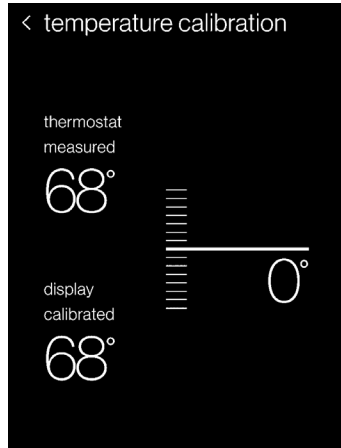 < temperature calibration
thermostat
measured
68°
0°
display
calibrated
68°